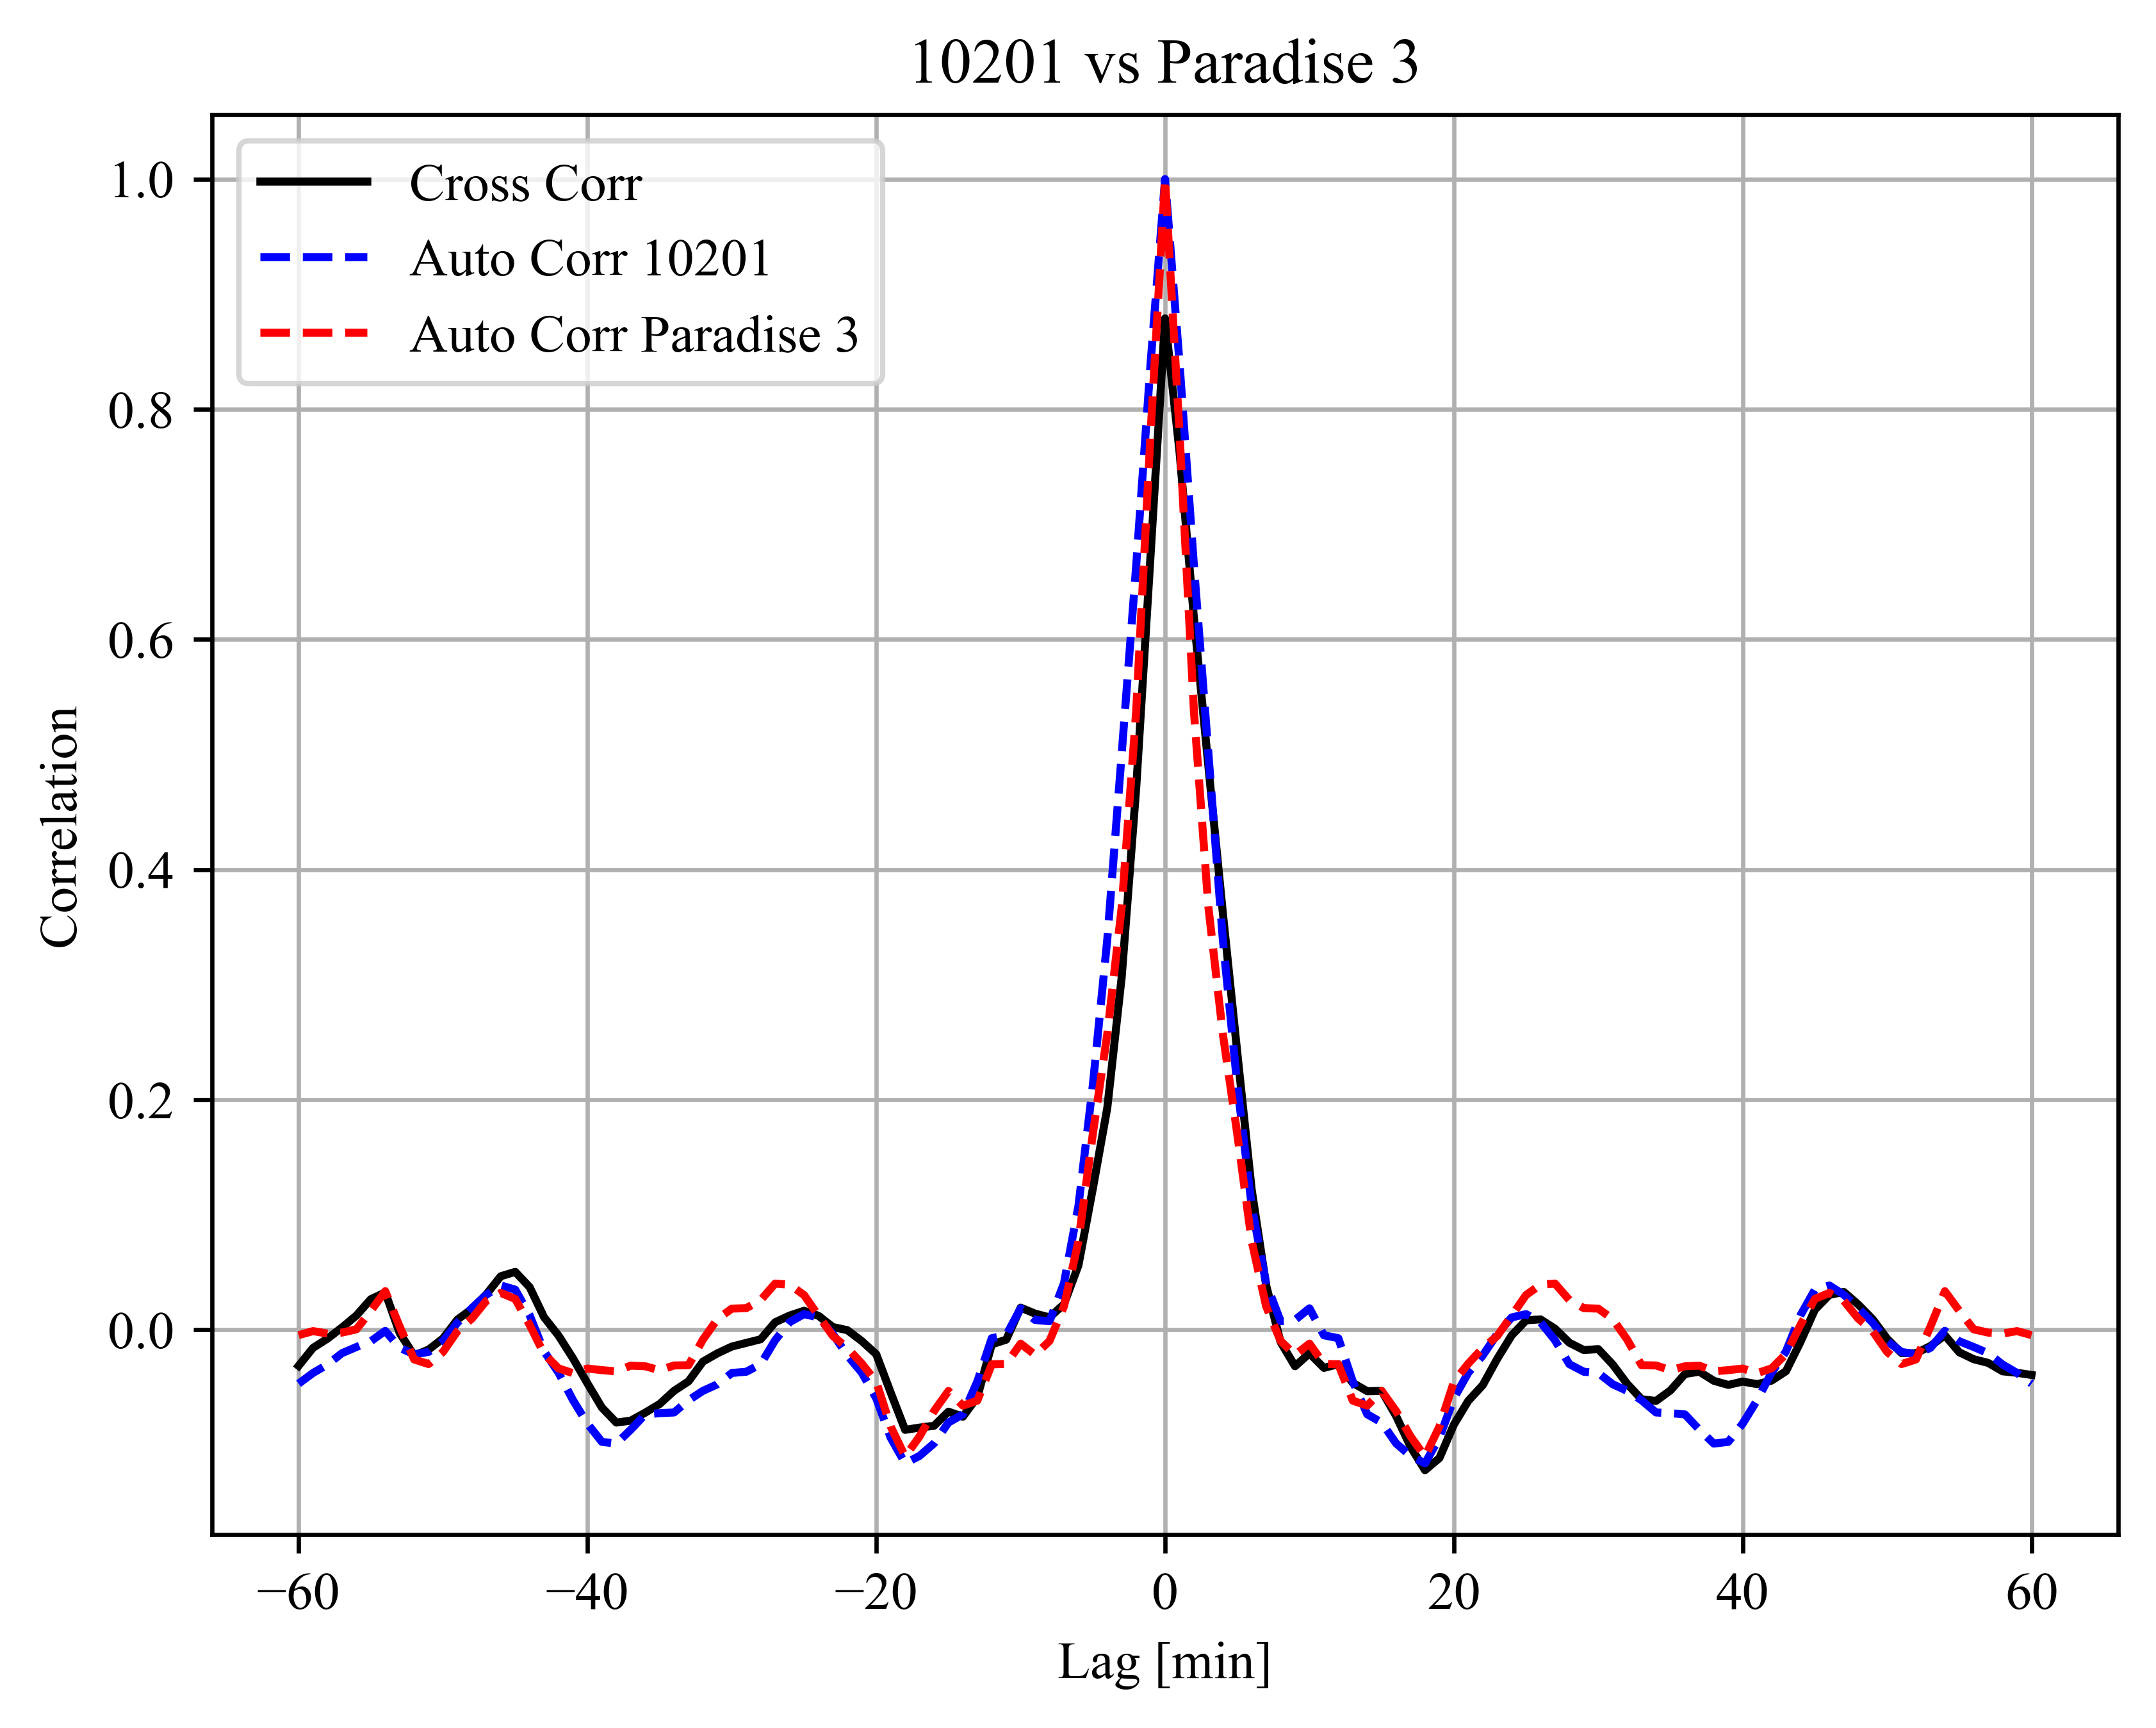 10201 vs Paradise 3
Cross Corr
Auto Corr 10201
Auto Corr Paradise 3
1.0
0.8
0.6
0.4
0.2
0.0
Correlation
−60 −40 −20 0 20 40 60
Lag [min]